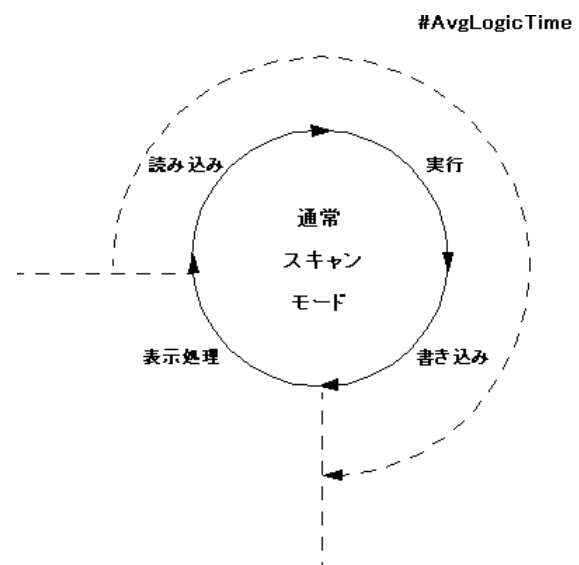 #AvgLogicTime
読み込み
実行
通常
スキャン
モード
表示処理
書き込み